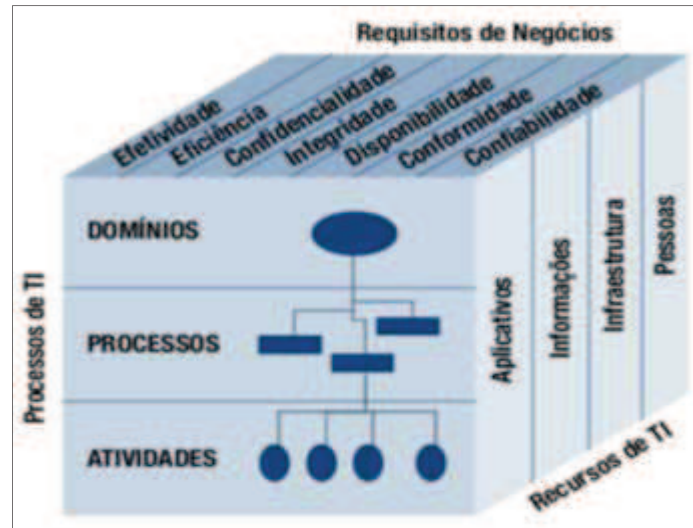 Requisitos de Negócios
Efetividade
Eficiência
Confidencialidade
Integridade
Disponibilidade
Conformidade
Confiabilidade
Processos de TI
DOMÍNIOS
PROCESSOS
ATIVIDADES
Aplicativos
Informações
Infraestrutura
Pessoas
Recursos de TI